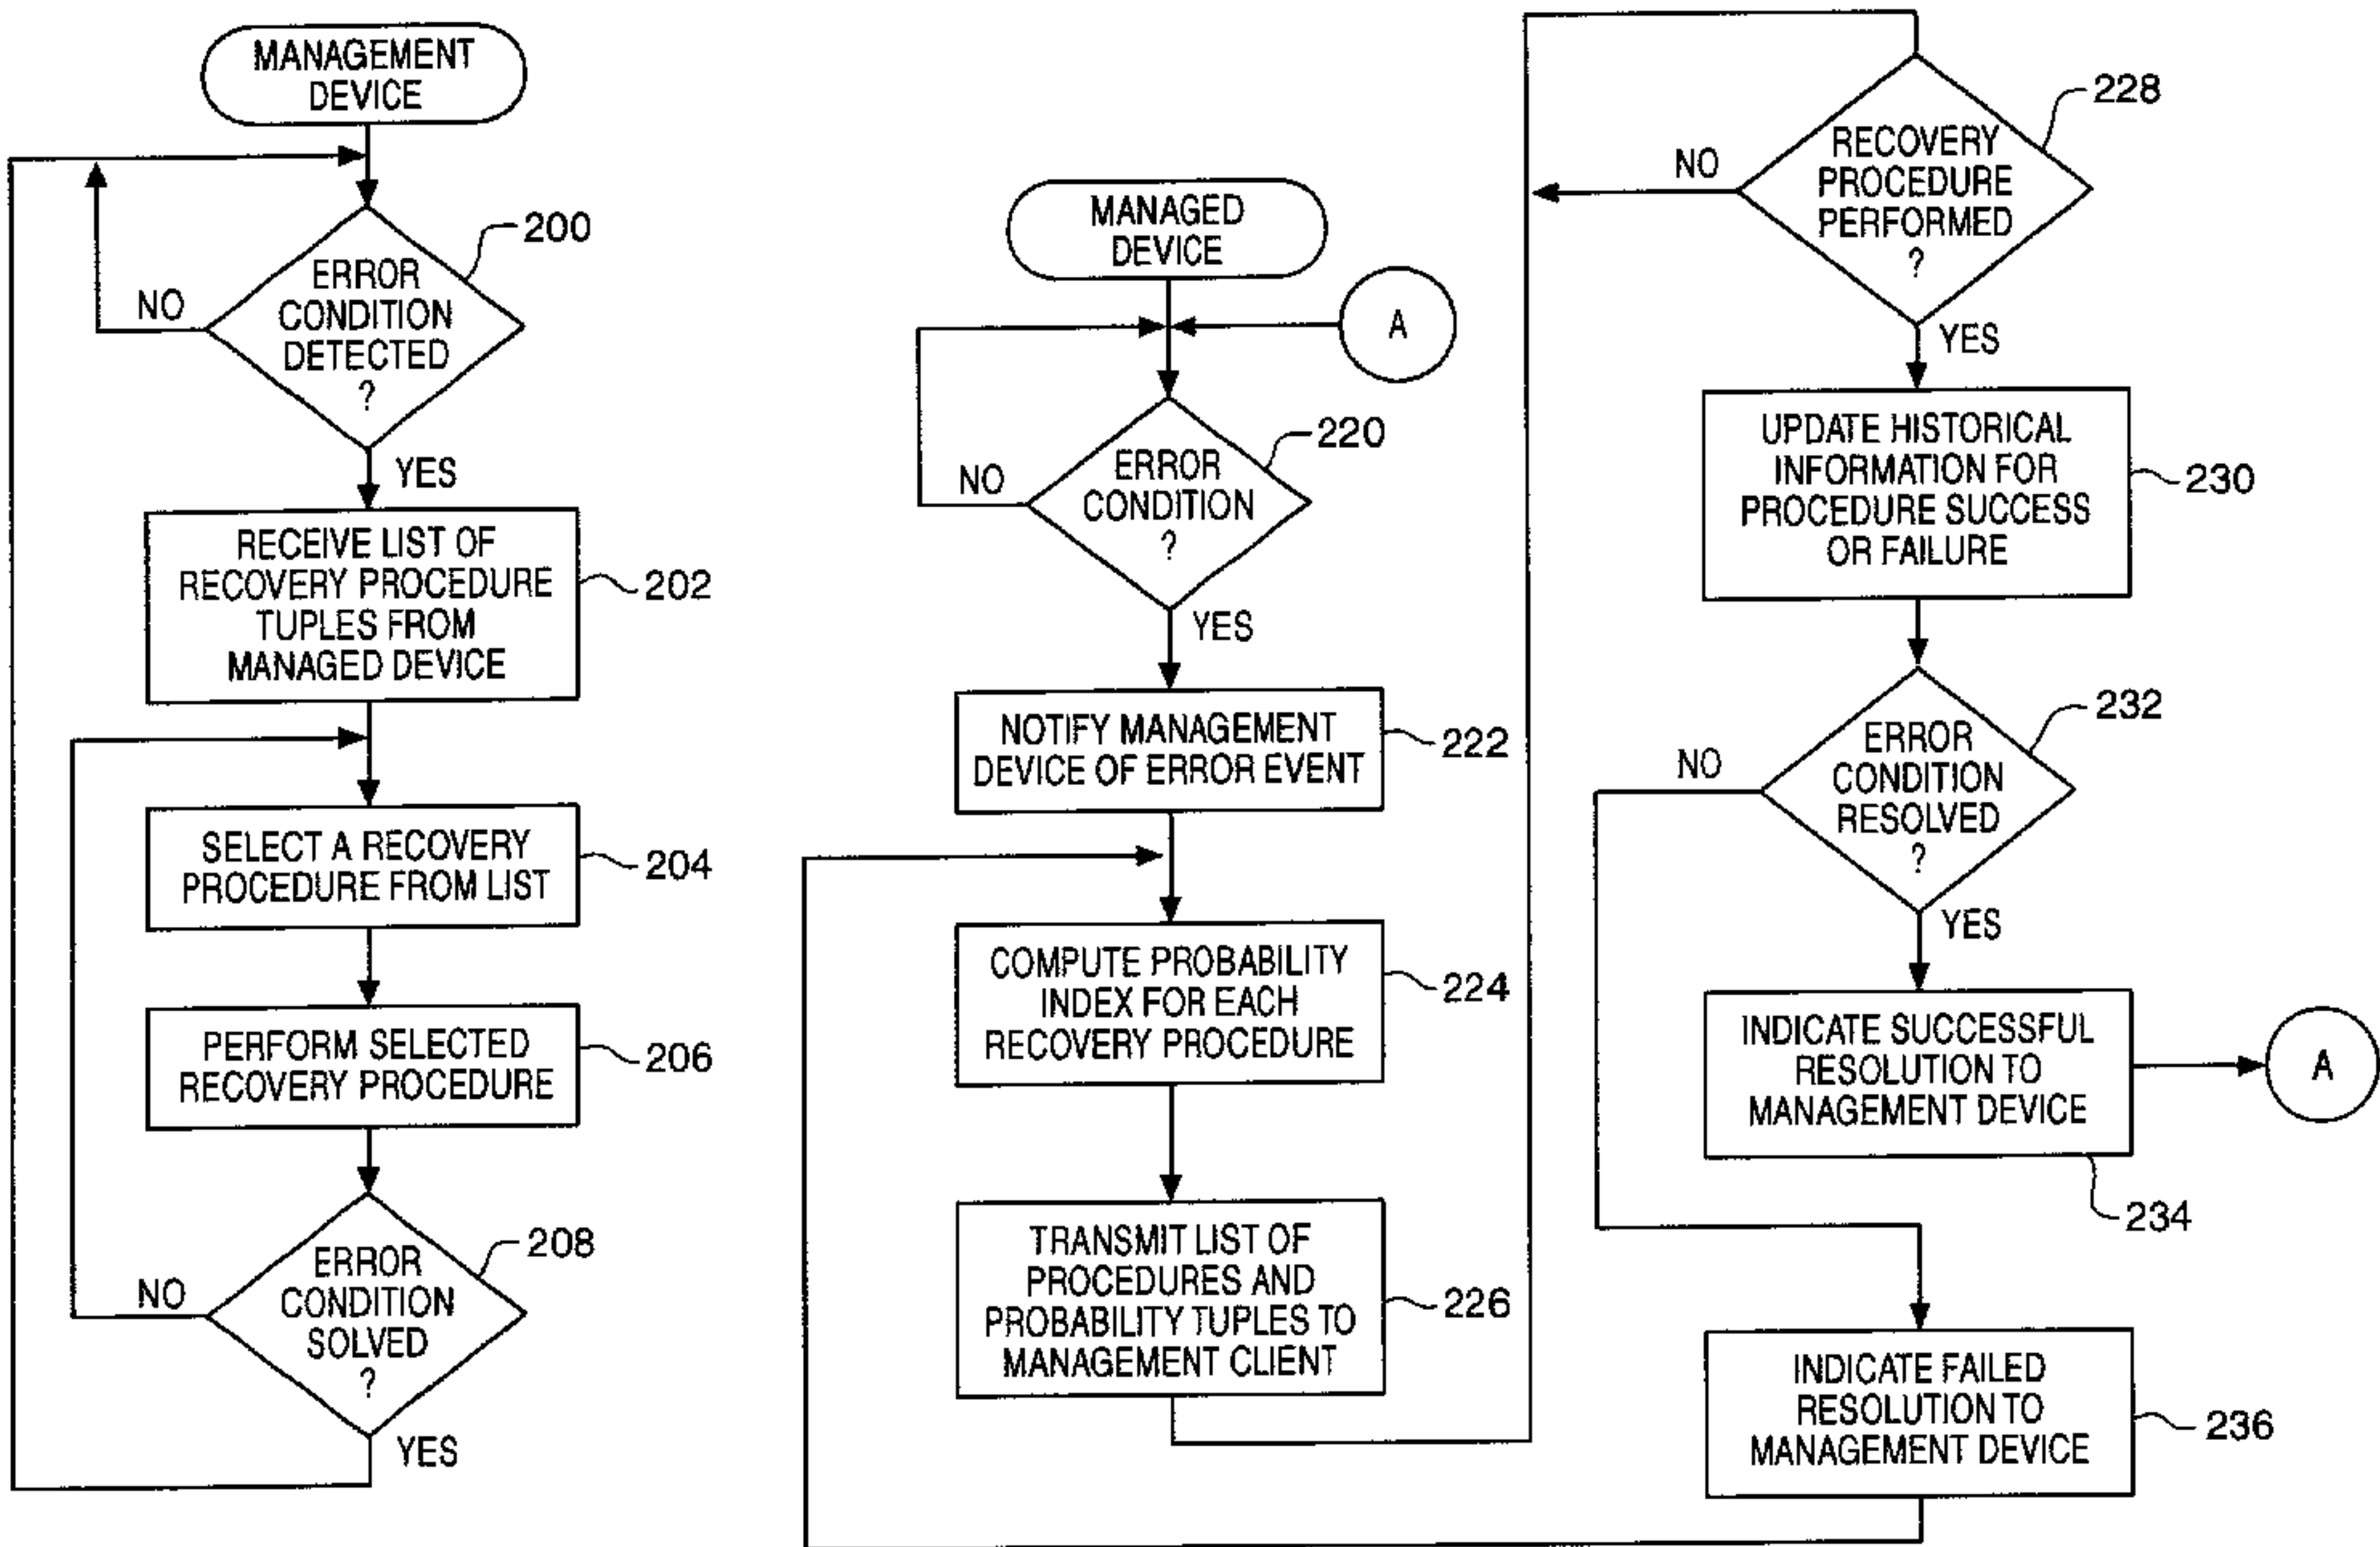 MANAGEMENT
DEVICE
200
ERROR
CONDITION
DETECTED
?
NO
YES
RECEIVE LIST OF
RECOVERY PROCEDURE
TUPLES FROM
MANAGED DEVICE
202
SELECT A RECOVERY
PROCEDURE FROM LIST
204
PERFORM SELECTED
RECOVERY PROCEDURE
206
208
ERROR
CONDITION
SOLVED
?
NO
YES
MANAGED
DEVICE
A
220
ERROR
CONDITION
?
NO
YES
NOTIFY MANAGEMENT
DEVICE OF ERROR EVENT
222
COMPUTE PROBABILITY
INDEX FOR EACH
RECOVERY PROCEDURE
224
TRANSMIT LIST OF
PROCEDURES AND
PROBABILITY TUPLES TO
MANAGEMENT CLIENT
226
228
RECOVERY
PROCEDURE
PERFORMED
?
NO
YES
UPDATE HISTORICAL
INFORMATION FOR
PROCEDURE SUCCESS
OR FAILURE
230
232
ERROR
CONDITION
RESOLVED
?
NO
YES
INDICATE SUCCESSFUL
RESOLUTION TO
MANAGEMENT DEVICE
A
234
INDICATE FAILED
RESOLUTION TO
MANAGEMENT DEVICE
236